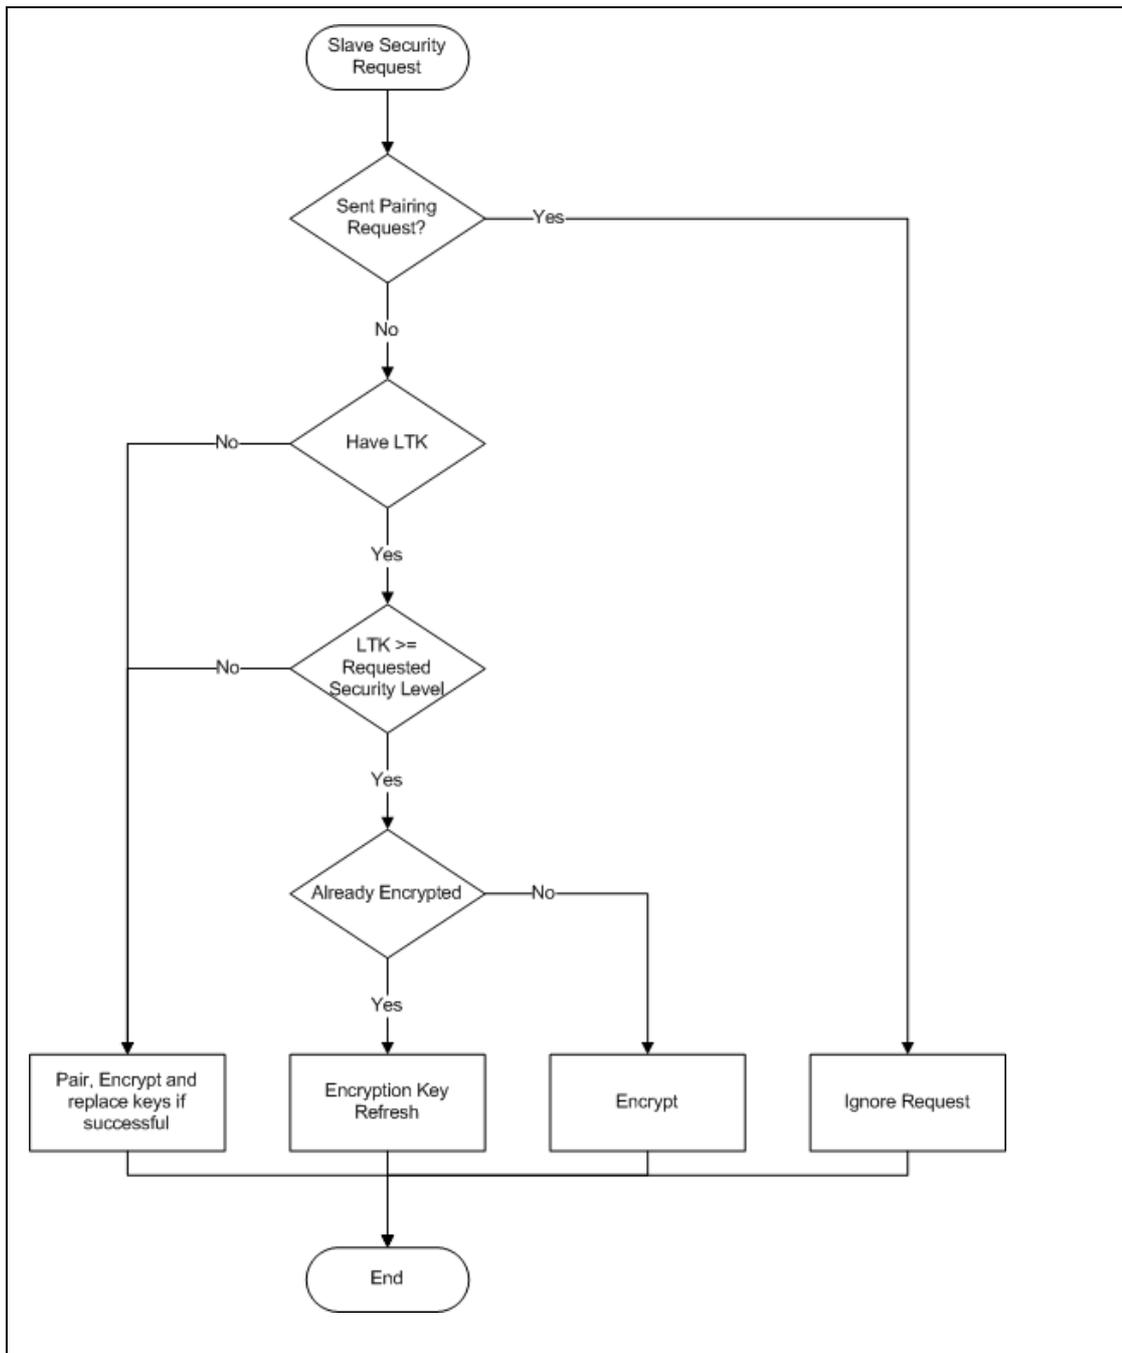 Slave Security
Request
Sent Pairing
Request?
Yes
No
Have LTK
No
Yes
LTK >=
Requested
Security Level
No
Yes
Already Encrypted
No
Yes
Pair, Encrypt and
replace keys if
successful
Encryption Key
Refresh
Encrypt
Ignore Request
End